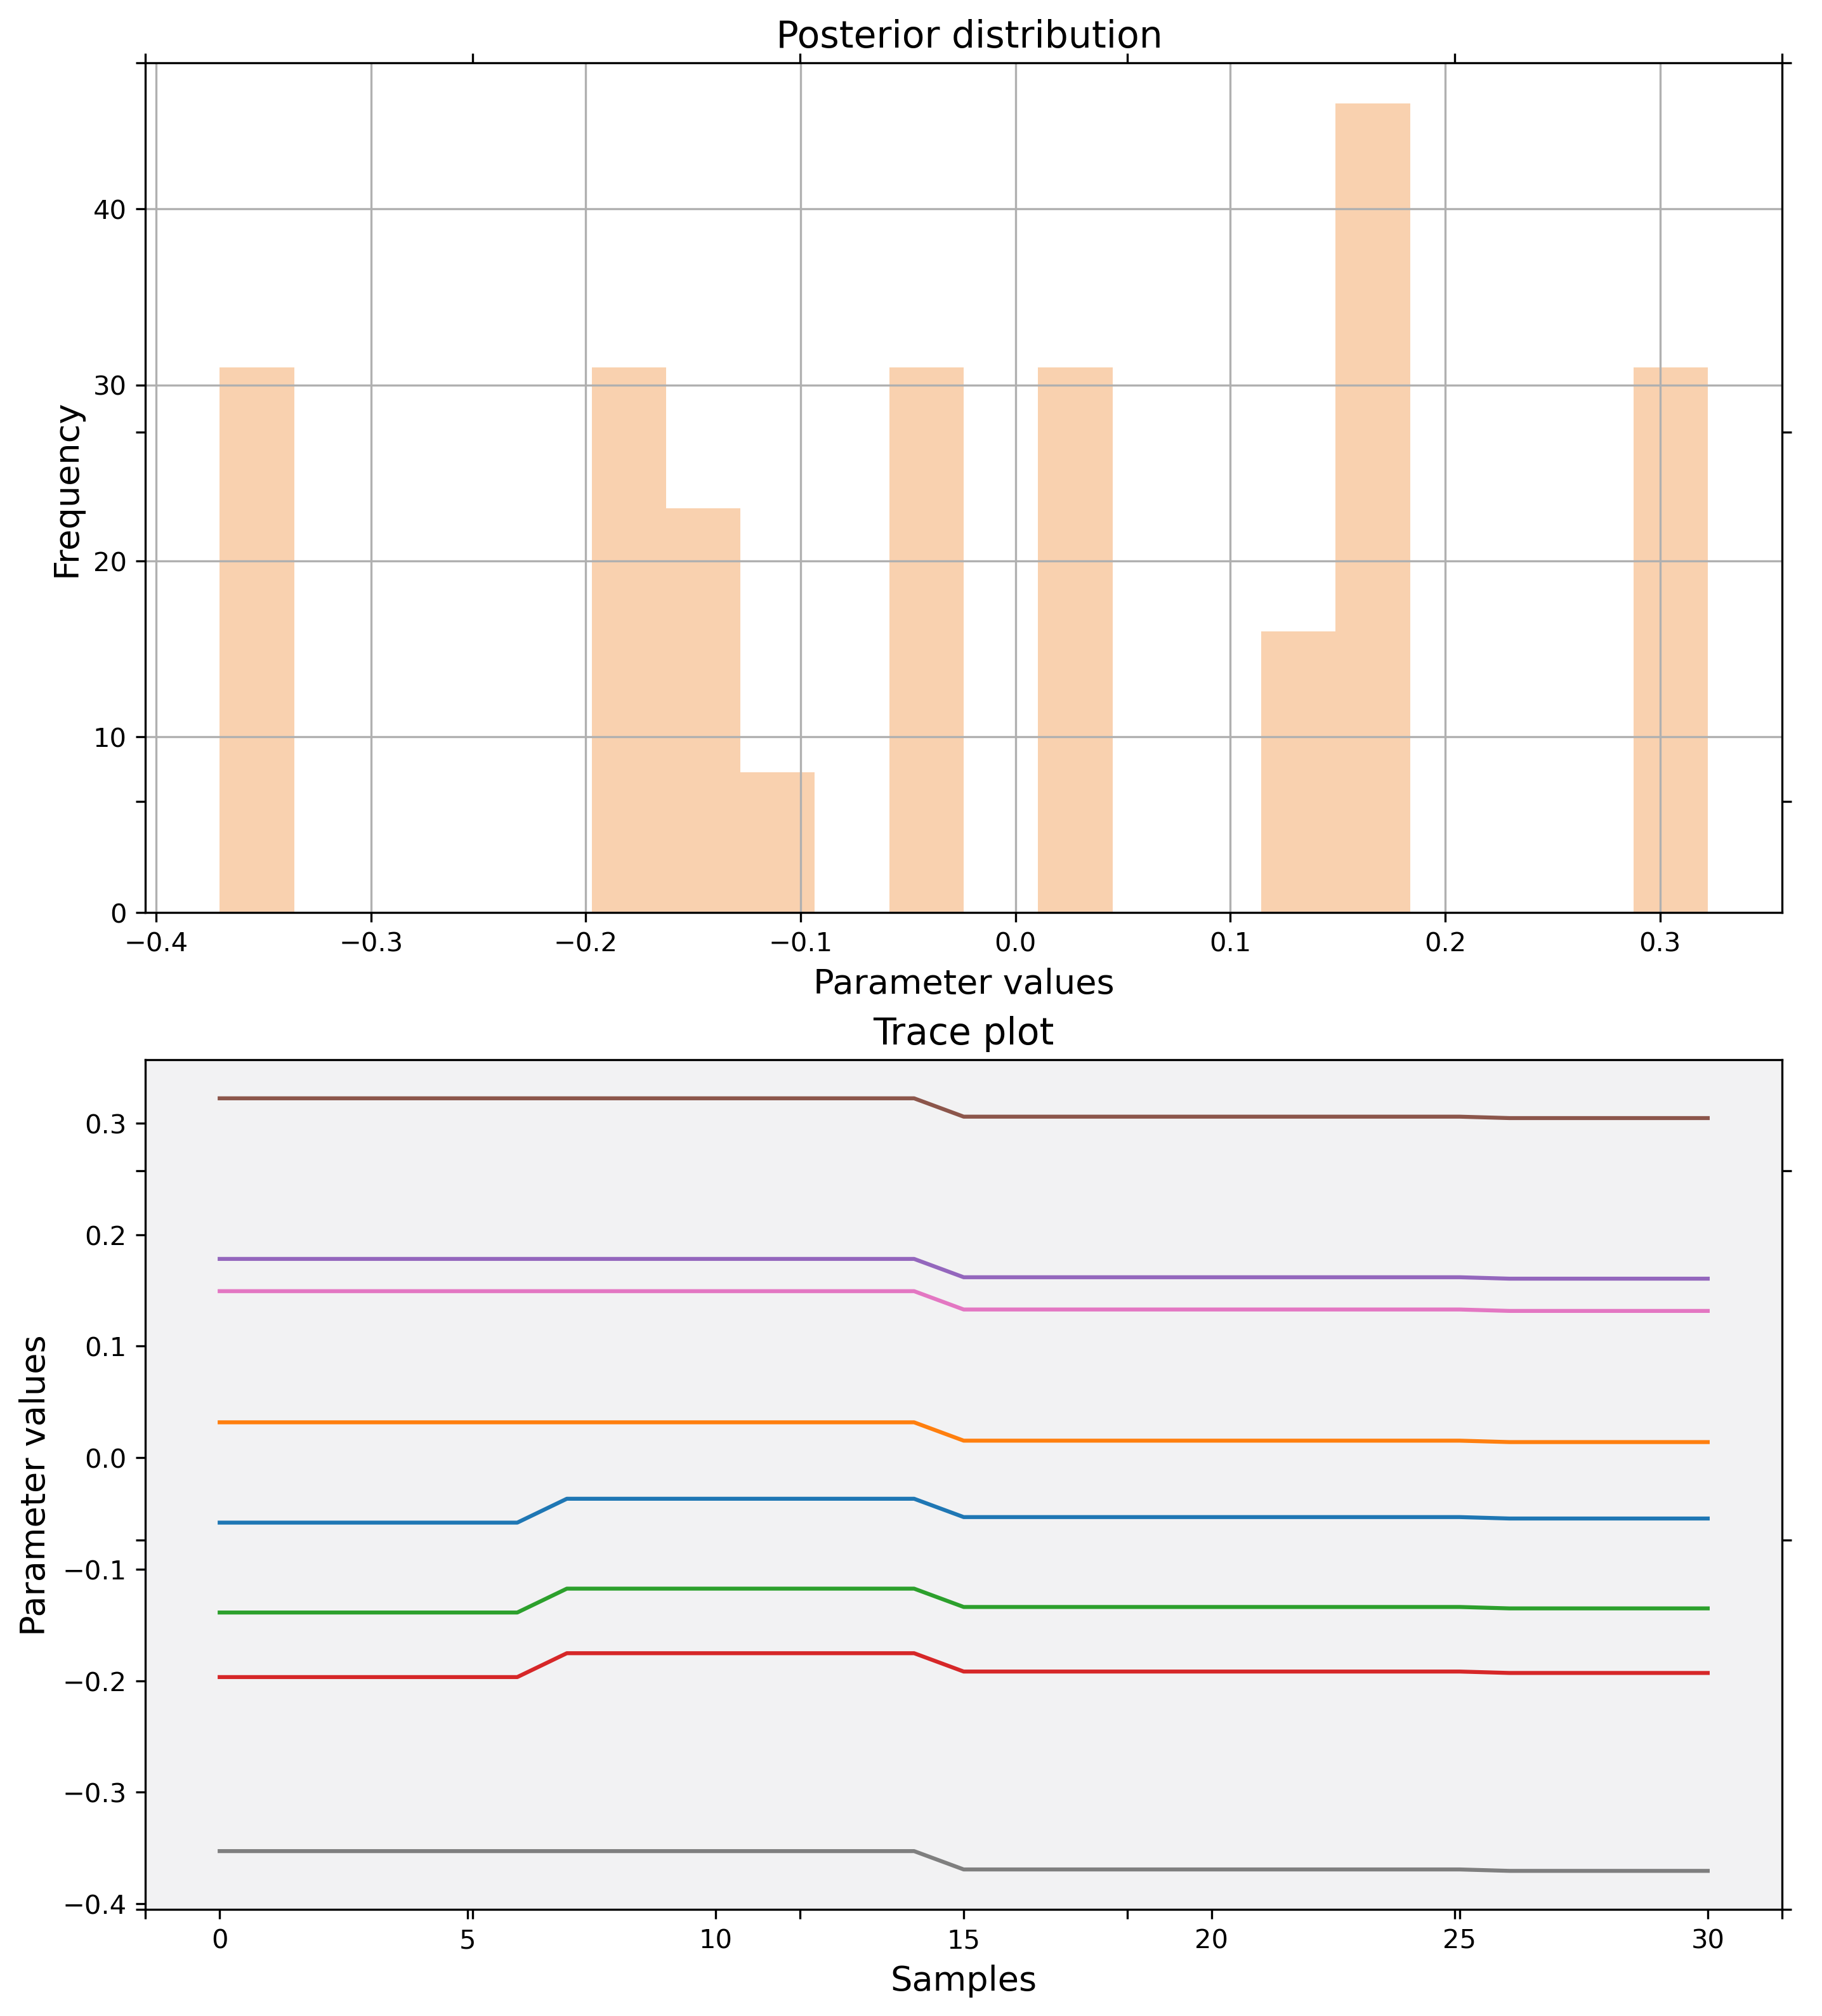 Posterior distribution
40
30
20
10
0
Frequency
−0.4 −0.3 −0.2 −0.1 0.0 0.1 0.2 0.3
Parameter values
Trace plot
0.3
0.2
0.1
0.0
−0.1
−0.2
−0.3
−0.4
Parameter values
0 5 10 15 20 25 30
Samples